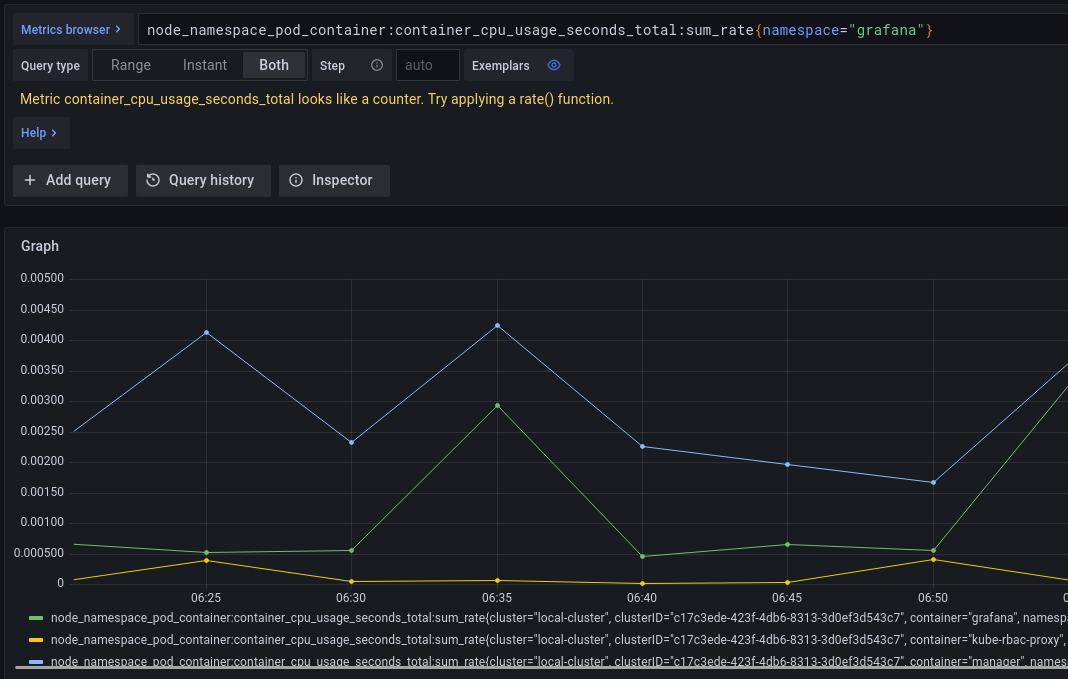 Metrics browser > node_namespace_pod_container:container_cpu_usage_seconds_total:sum_rate{namespace="grafana"}
Query type Range Instant Both Step auto Exemplars
Metric container_cpu_usage_seconds_total looks like a counter. Try applying a rate() function.
Help >
+ Add query Query history Inspector
Graph
0.00500
0.00450
0.00400
0.00350
0.00300
0.00250
0.00200
0.00150
0.00100
0.000500
0
06:25 06:30 06:35 06:40 06:45 06:50 0
node_namespace_pod_container:container_cpu_usage_seconds_total:sum_rate{cluster="local-cluster", clusterID="c17c3ede-423f-4db6-8313-3d0ef3d543c7", container="grafana", namesp
node_namespace_pod_container:container_cpu_usage_seconds_total:sum_rate{cluster="local-cluster", clusterID="c17c3ede-423f-4db6-8313-3d0ef3d543c7", container="kube-rbac-proxy",
node_namespace_pod_container:container_cpu_usage_seconds_total:sum_rate{cluster="local-cluster", clusterID="c17c3ede-423f-4db6-8313-3d0ef3d543c7", container="manager", names